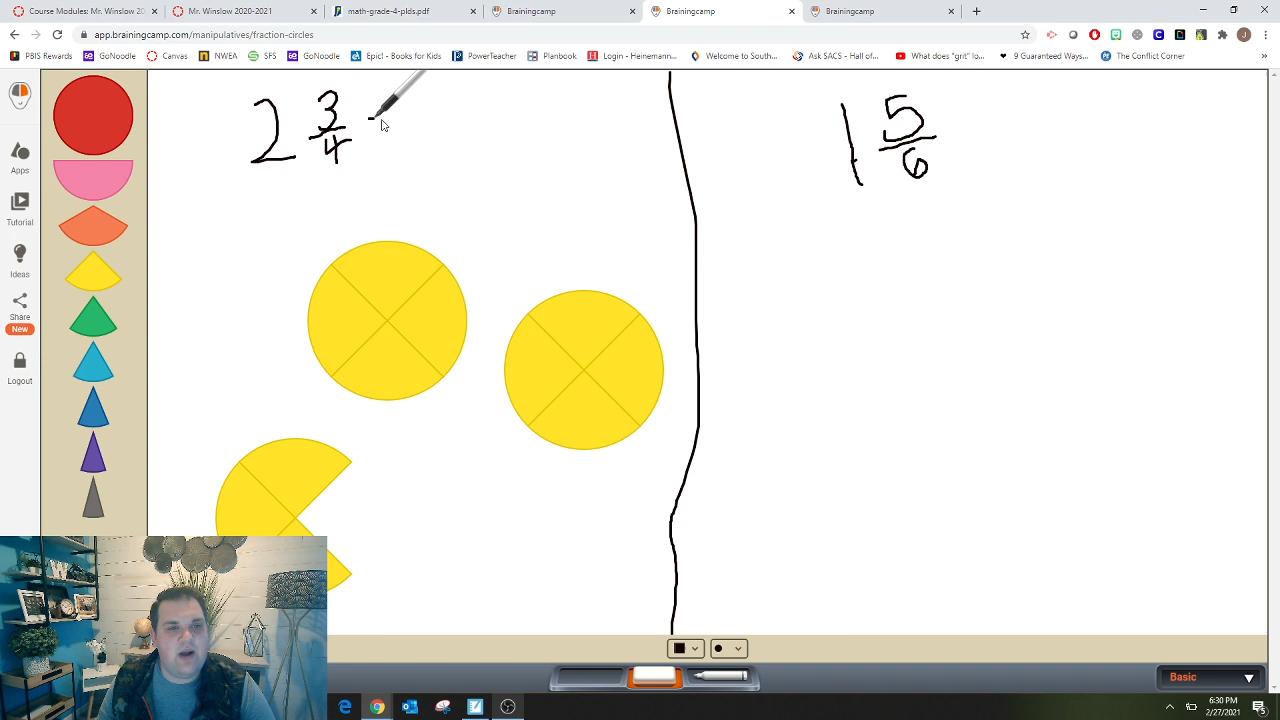 Course Modules: Mr. Winslow 20
Mr. Winslow 2020-2021
math-grade-4-plds.pdf
Brainingcamp
Brainingcamp
Brainingcamp
app.brainingcamp.com/manipulatives/fraction-circles
PBIS Rewards
GoNoodle
Canvas
NWEA
SFS
GoNoodle
Epic! - Books for Kids
PowerTeacher
Planbook
Login - Heinemann...
Welcome to South...
Ask SACS - Hall of...
What does "grit" lo...
9 Guaranteed Ways...
The Conflict Corner
Apps
Tutorial
Ideas
Share
New
Logout
2 3/4 -
1 5/6
Basic
6:30 PM
2/27/2021